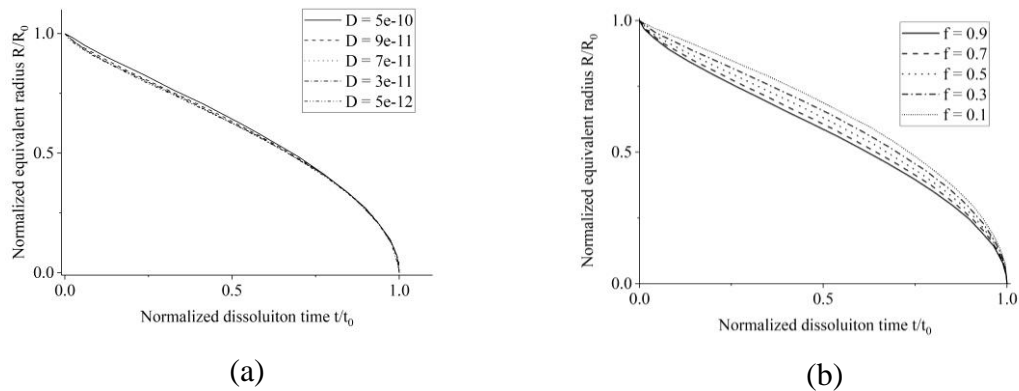 D = 5e-10
D = 9e-11
D = 7e-11
D = 3e-11
D = 5e-12
1.0
0.5
0.0
0.0
0.5
1.0
Normalized equivalent radius R/R0
Normalized dissoluiton time t/t0
(a)
f = 0.9
f = 0.7
f = 0.5
f = 0.3
f = 0.1
1.0
0.5
0.0
0.0
0.5
1.0
Normalized equivalent radius R/R0
Normalized dissoluiton time t/t0
(b)